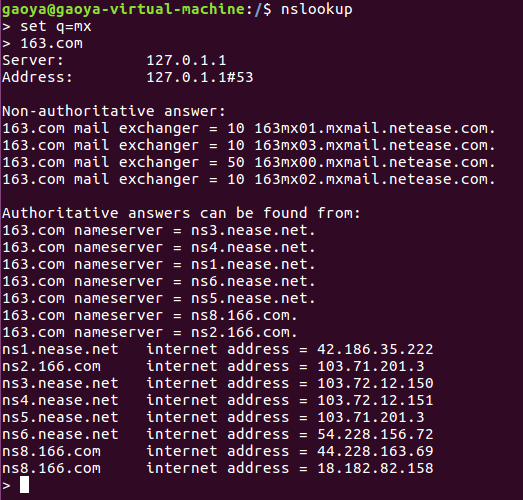 gaoya@gaoya-virtual-machine:/$ nslookup
> set q=mx
> 163.com
Server:         127.0.1.1
Address:        127.0.1.1#53

Non-authoritative answer:
163.com mail exchanger = 10 163mx01.mxmail.netease.com.
163.com mail exchanger = 10 163mx03.mxmail.netease.com.
163.com mail exchanger = 50 163mx00.mxmail.netease.com.
163.com mail exchanger = 10 163mx02.mxmail.netease.com.

Authoritative answers can be found from:
163.com nameserver = ns3.nease.net.
163.com nameserver = ns4.nease.net.
163.com nameserver = ns1.nease.net.
163.com nameserver = ns6.nease.net.
163.com nameserver = ns5.nease.net.
163.com nameserver = ns8.166.com.
163.com nameserver = ns2.166.com.
ns1.nease.net   internet address = 42.186.35.222
ns2.166.com     internet address = 103.71.201.3
ns3.nease.net   internet address = 103.72.12.150
ns4.nease.net   internet address = 103.72.12.151
ns5.nease.net   internet address = 103.71.201.3
ns6.nease.net   internet address = 54.228.156.72
ns8.166.com     internet address = 44.228.163.69
ns8.166.com     internet address = 18.182.82.158
>